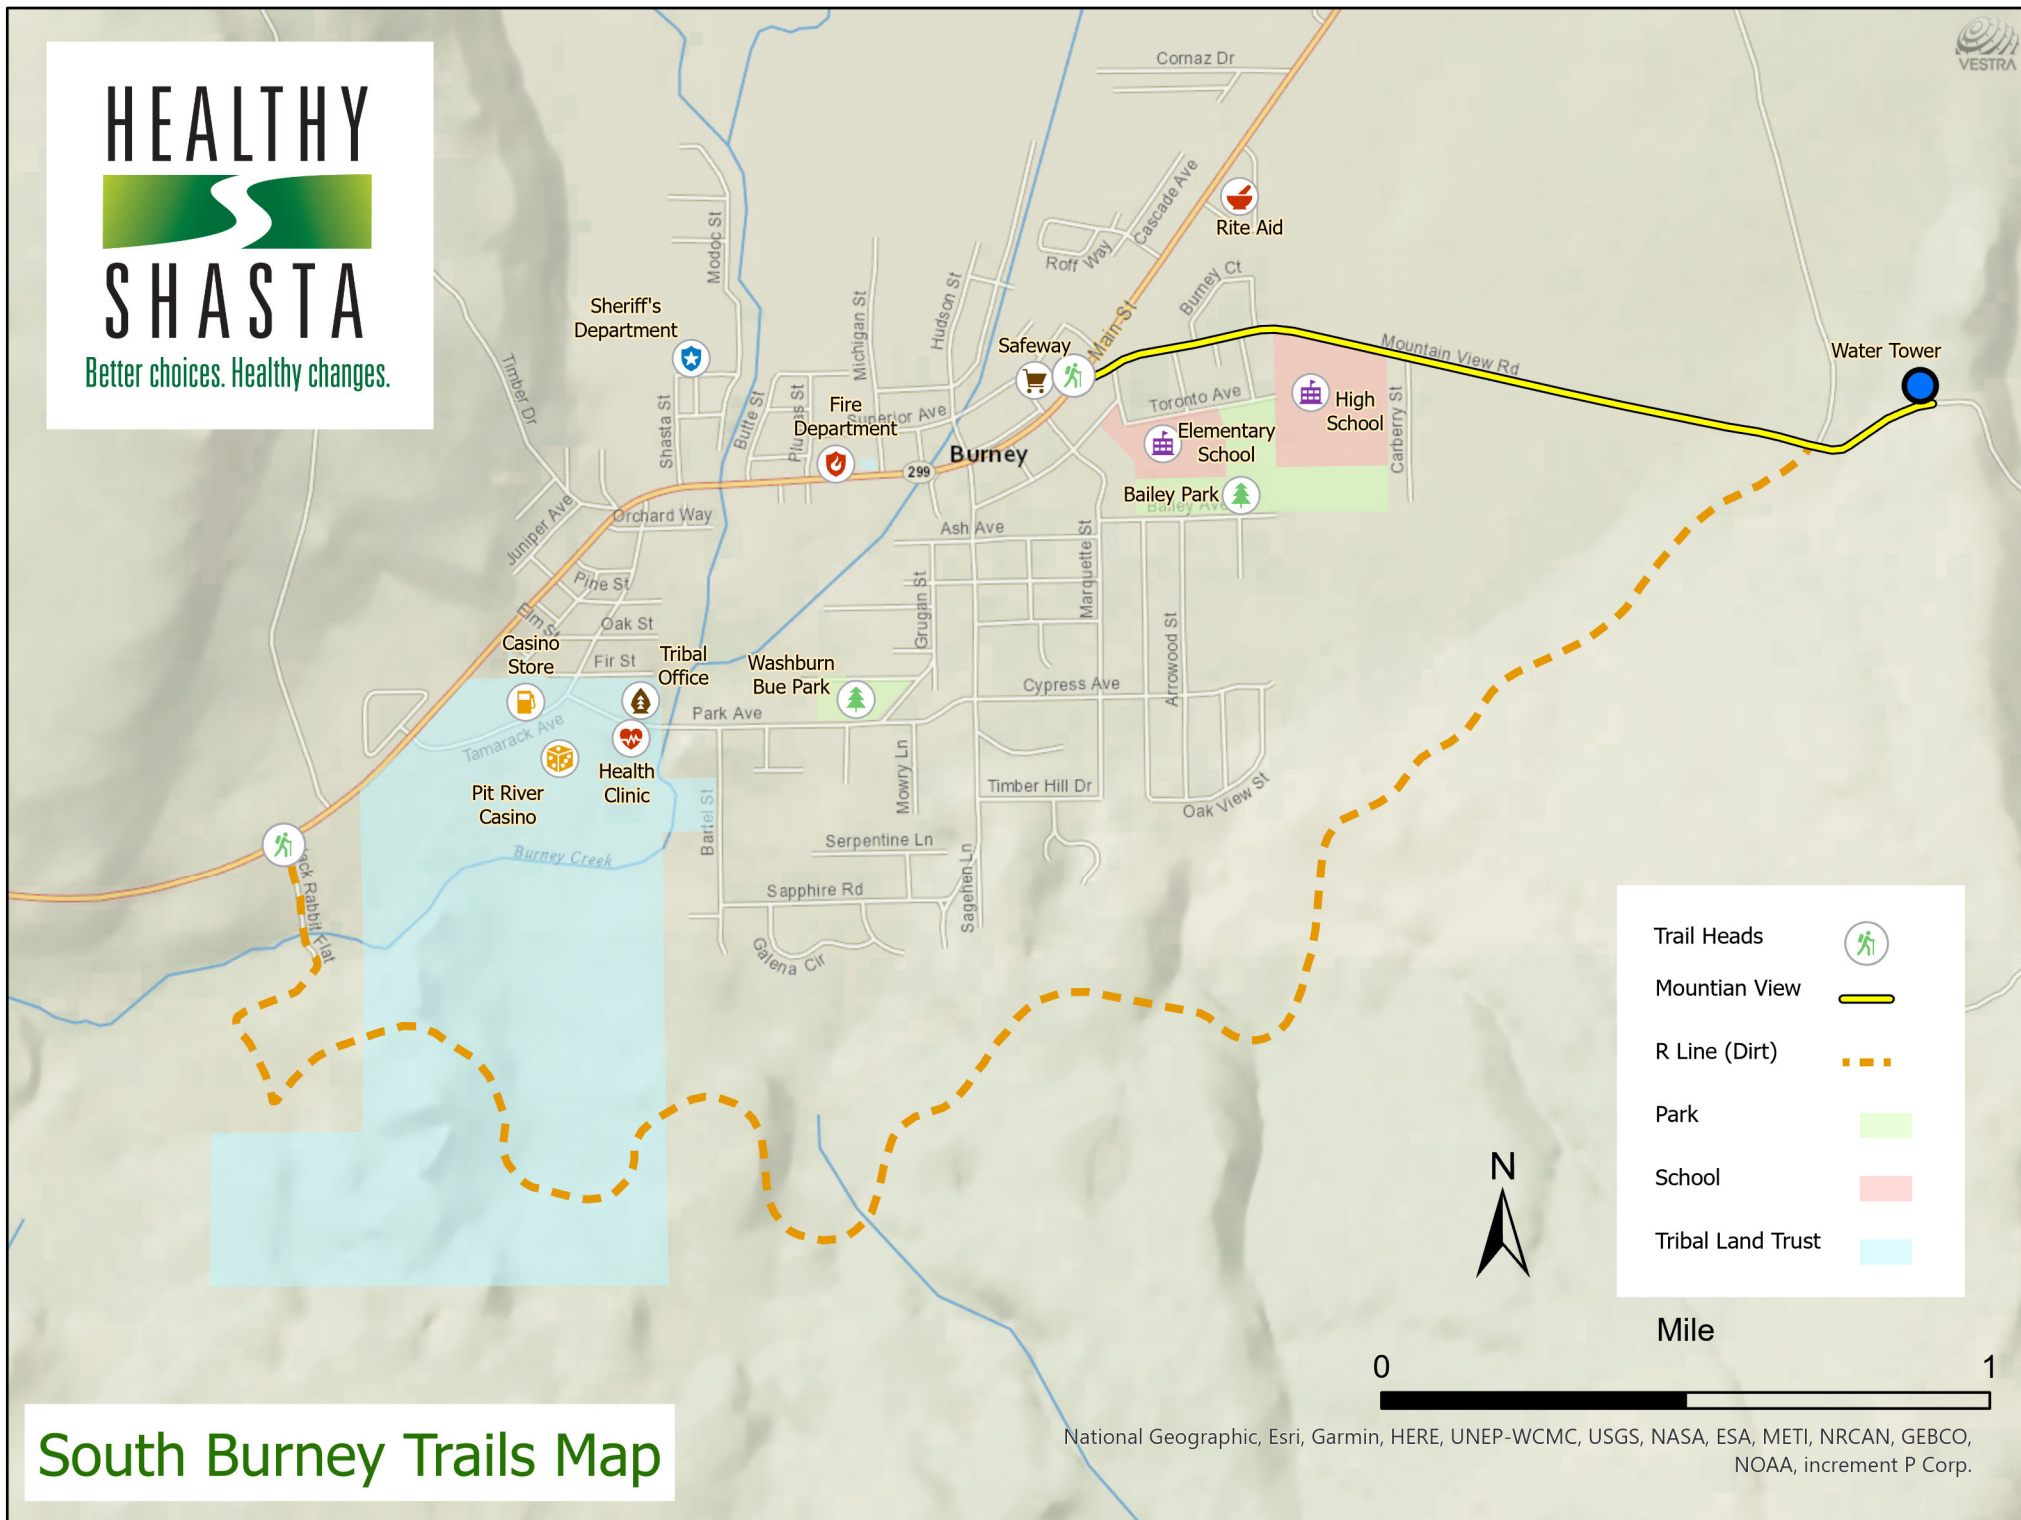 HEALTHY
SHASTA
Better choices. Healthy changes.
VESTRA
Cornaz Dr
Cascade Ave
Rite Aid
Roff Way
Modoc St
Burney Ct
Sheriff's
Department
Michigan St
Hudson St
Main St
Safeway
Mountain View Rd
Water Tower
Timber Dr
Shasta St
Butte St
Plumas St
Fire
Department
Superior Ave
Toronto Ave
High
School
Carberry St
Elementary
School
Burney
299
Bailey Park
Bailey Ave
Juniper Ave
Orchard Way
Ash Ave
Marquette St
Pine St
Elm St
Oak St
Grugan St
Arrowood St
Casino
Store
Fir St
Tribal
Office
Washburn
Bue Park
Cypress Ave
Park Ave
Tamarack Ave
Mowry Ln
Health
Clinic
Pit River
Casino
Timber Hill Dr
Oak View St
Bartel St
Serpentine Ln
Burney Creek
Jack Rabbit Flat
Sapphire Rd
Sagehen Ln
Galena Cir
Trail Heads
Mountian View
R Line (Dirt)
Park
School
Tribal Land Trust
N
Mile
0 1
National Geographic, Esri, Garmin, HERE, UNEP-WCMC, USGS, NASA, ESA, METI, NRCAN, GEBCO,
NOAA, increment P Corp.
South Burney Trails Map